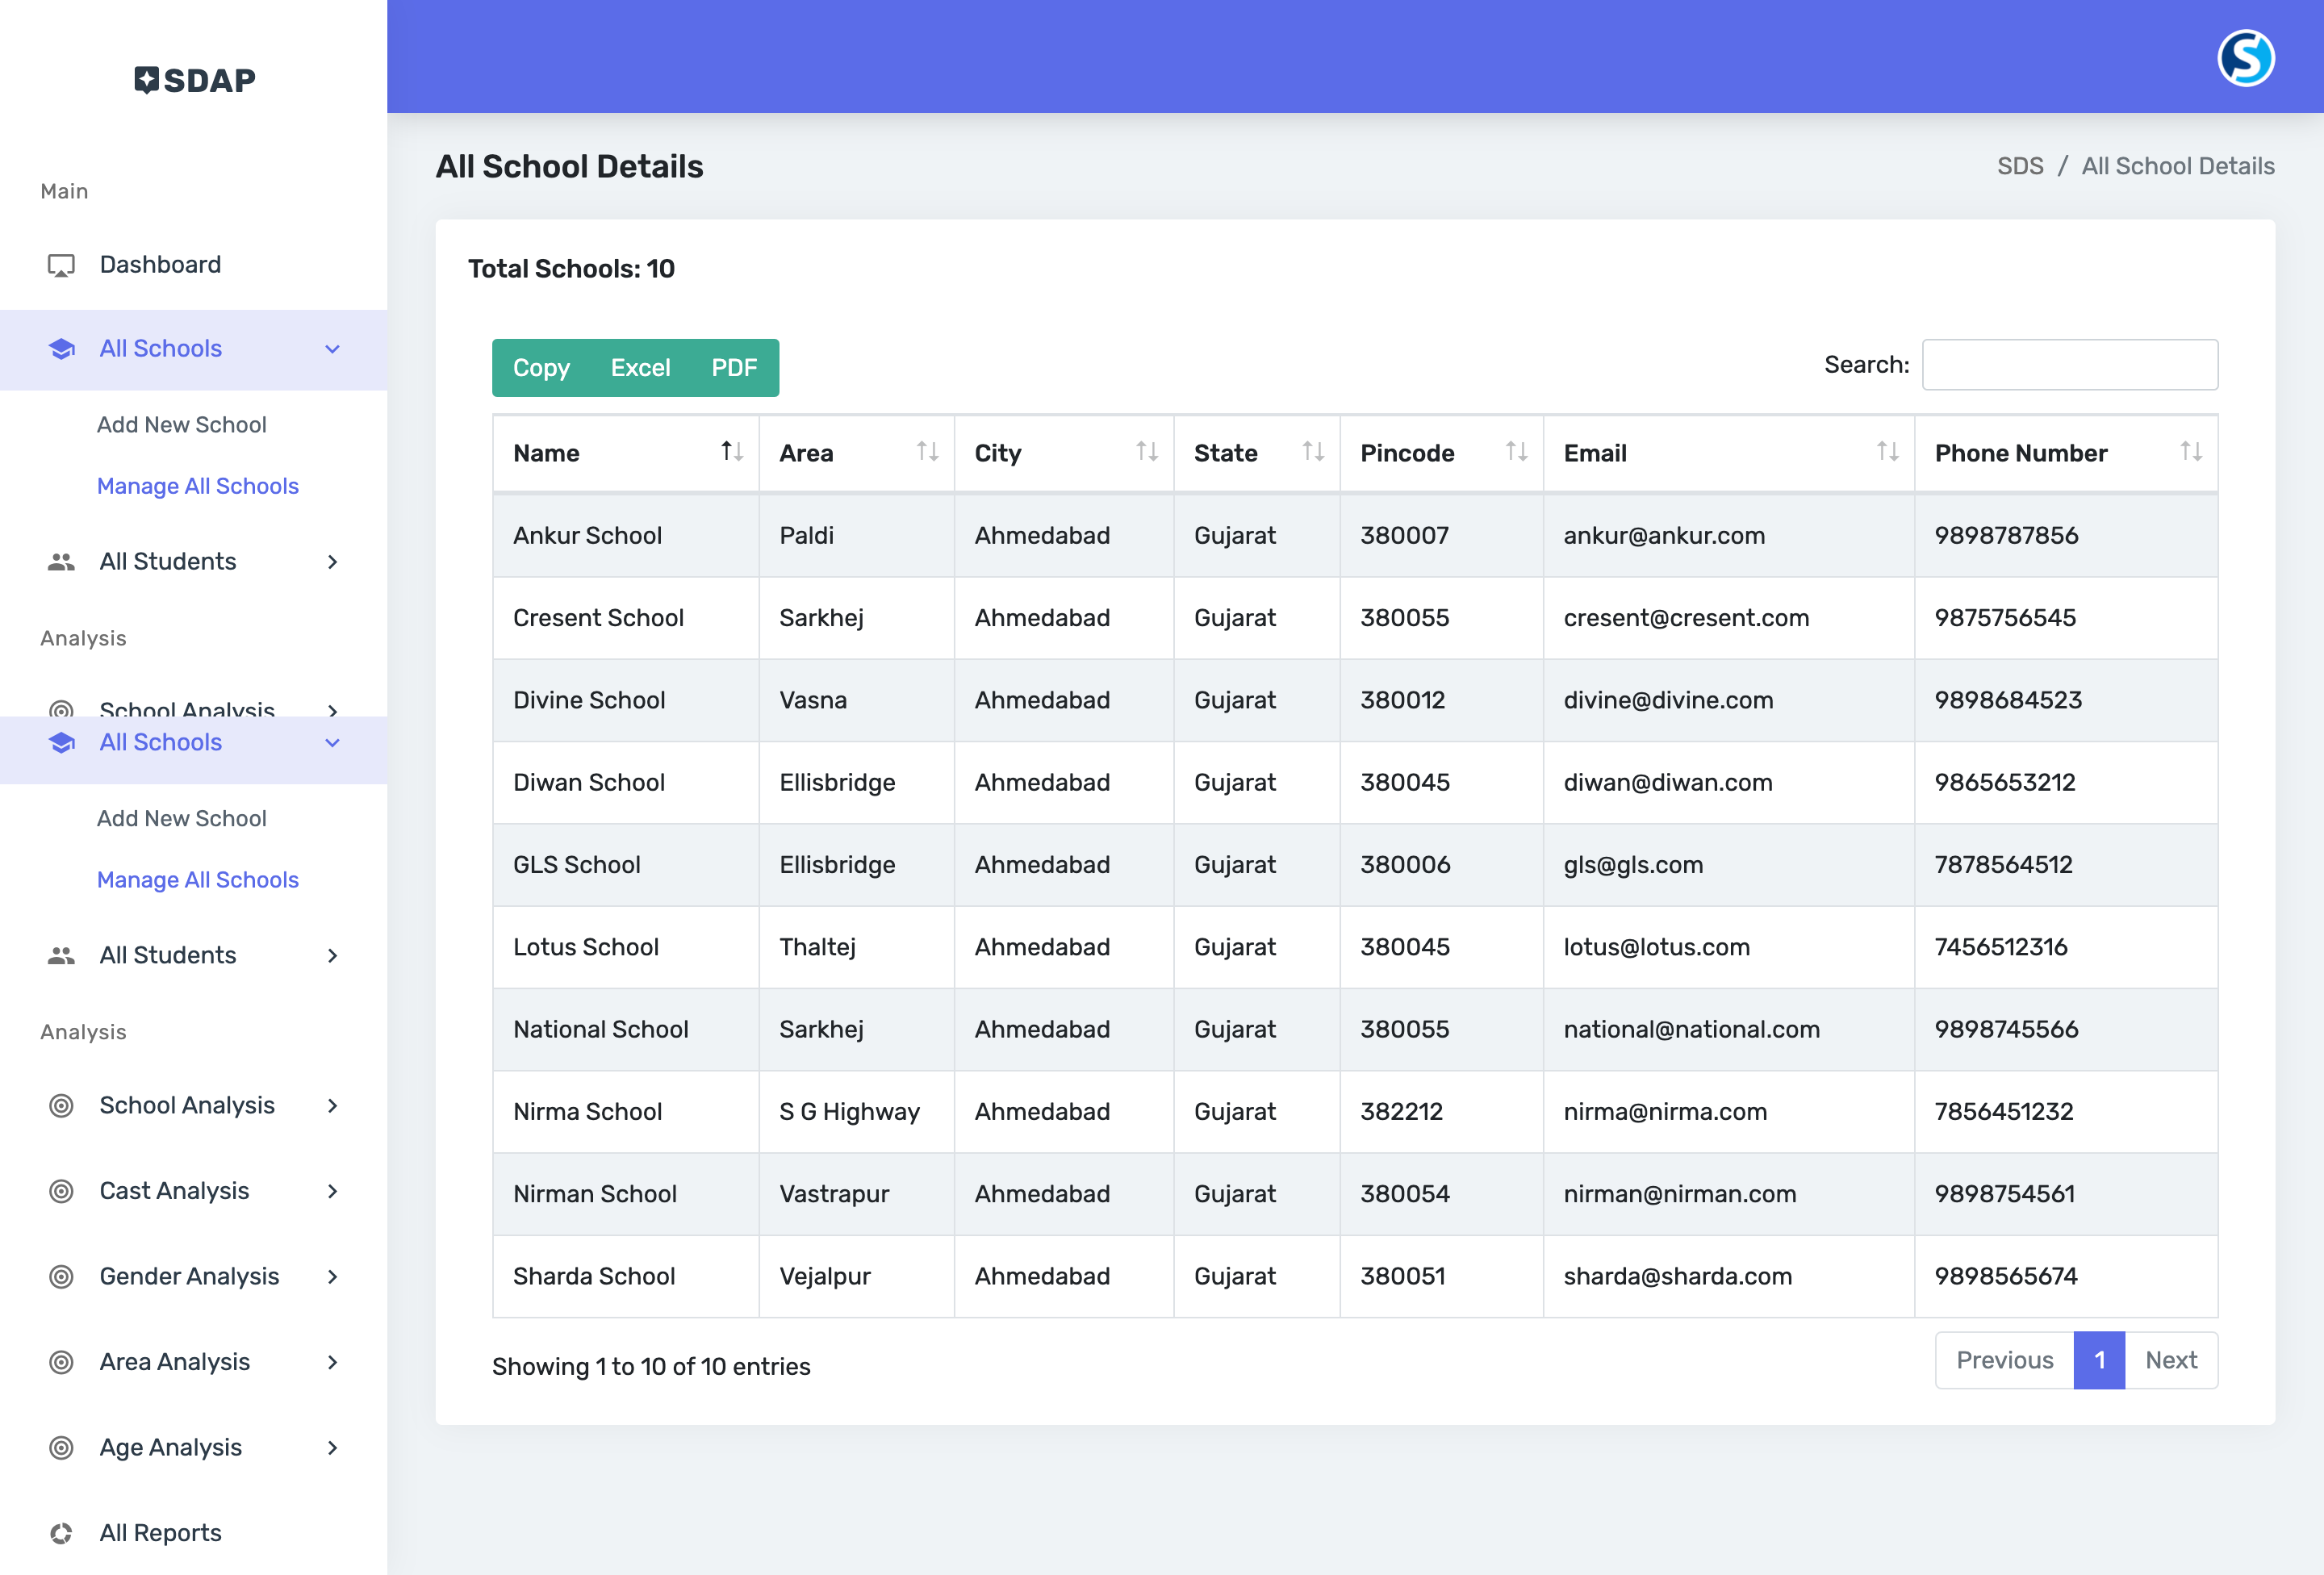 SDAP
Main
Dashboard
All Schools
Add New School
Manage All Schools
All Students
Analysis
School Analysis
All Schools
Add New School
Manage All Schools
All Students
Analysis
School Analysis
Cast Analysis
Gender Analysis
Area Analysis
Age Analysis
All Reports
S
All School Details
SDS / All School Details
Total Schools: 10
Copy Excel PDF
Search:
Name Area City State Pincode Email Phone Number
Ankur School Paldi Ahmedabad Gujarat 380007 ankur@ankur.com 9898787856
Cresent School Sarkhej Ahmedabad Gujarat 380055 cresent@cresent.com 9875756545
Divine School Vasna Ahmedabad Gujarat 380012 divine@divine.com 9898684523
Diwan School Ellisbridge Ahmedabad Gujarat 380045 diwan@diwan.com 9865653212
GLS School Ellisbridge Ahmedabad Gujarat 380006 gls@gls.com 7878564512
Lotus School Thaltej Ahmedabad Gujarat 380045 lotus@lotus.com 7456512316
National School Sarkhej Ahmedabad Gujarat 380055 national@national.com 9898745566
Nirma School S G Highway Ahmedabad Gujarat 382212 nirma@nirma.com 7856451232
Nirman School Vastrapur Ahmedabad Gujarat 380054 nirman@nirman.com 9898754561
Sharda School Vejalpur Ahmedabad Gujarat 380051 sharda@sharda.com 9898565674
Showing 1 to 10 of 10 entries
Previous 1 Next